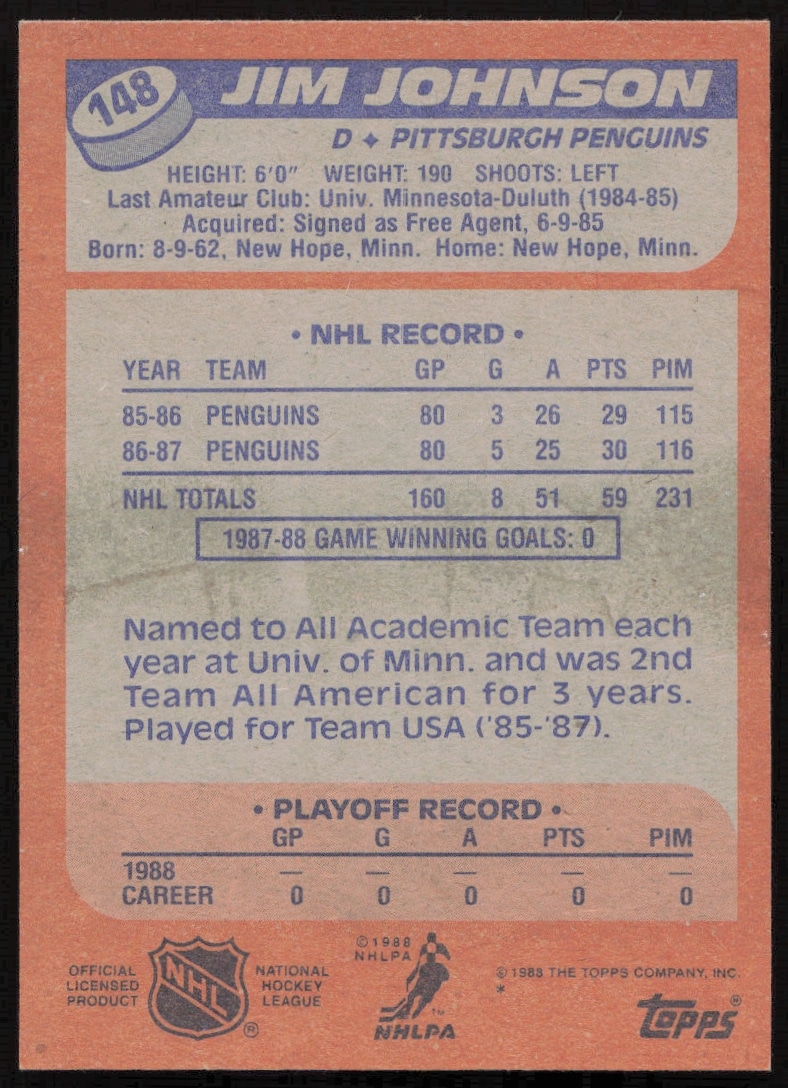 148
JIM JOHNSON
D ✦ PITTSBURGH PENGUINS
HEIGHT: 6'0" WEIGHT: 190 SHOOTS: LEFT
Last Amateur Club: Univ. Minnesota-Duluth (1984-85)
Acquired: Signed as Free Agent, 6-9-85
Born: 8-9-62, New Hope, Minn. Home: New Hope, Minn.
• NHL RECORD •
YEAR TEAM GP G A PTS PIM
85-86 PENGUINS 80 3 26 29 115
86-87 PENGUINS 80 5 25 30 116
NHL TOTALS 160 8 51 59 231
1987-88 GAME WINNING GOALS: 0
Named to All Academic Team each
year at Univ. of Minn. and was 2nd
Team All American for 3 years.
Played for Team USA ('85-'87).
• PLAYOFF RECORD •
GP G A PTS PIM
1988 — — — — —
CAREER 0 0 0 0 0
OFFICIAL
LICENSED
PRODUCT
NHL
®
NATIONAL
HOCKEY
LEAGUE
©1988
NHLPA
™
NHLPA
©1988 THE TOPPS COMPANY, INC.
*
topps®